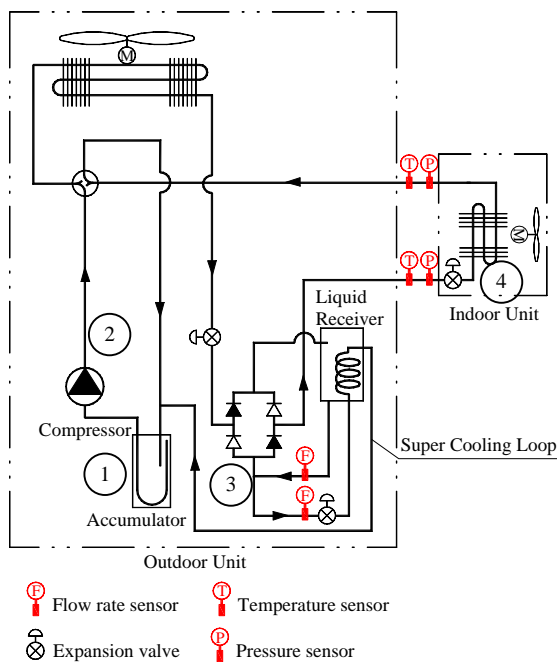 M
T P
M
T P
4
Liquid
Receiver
Indoor Unit
2
Compressor
F
Super Cooling Loop
1
3
F
Accumulator
Outdoor Unit
F Flow rate sensor
T Temperature sensor
Expansion valve
P Pressure sensor